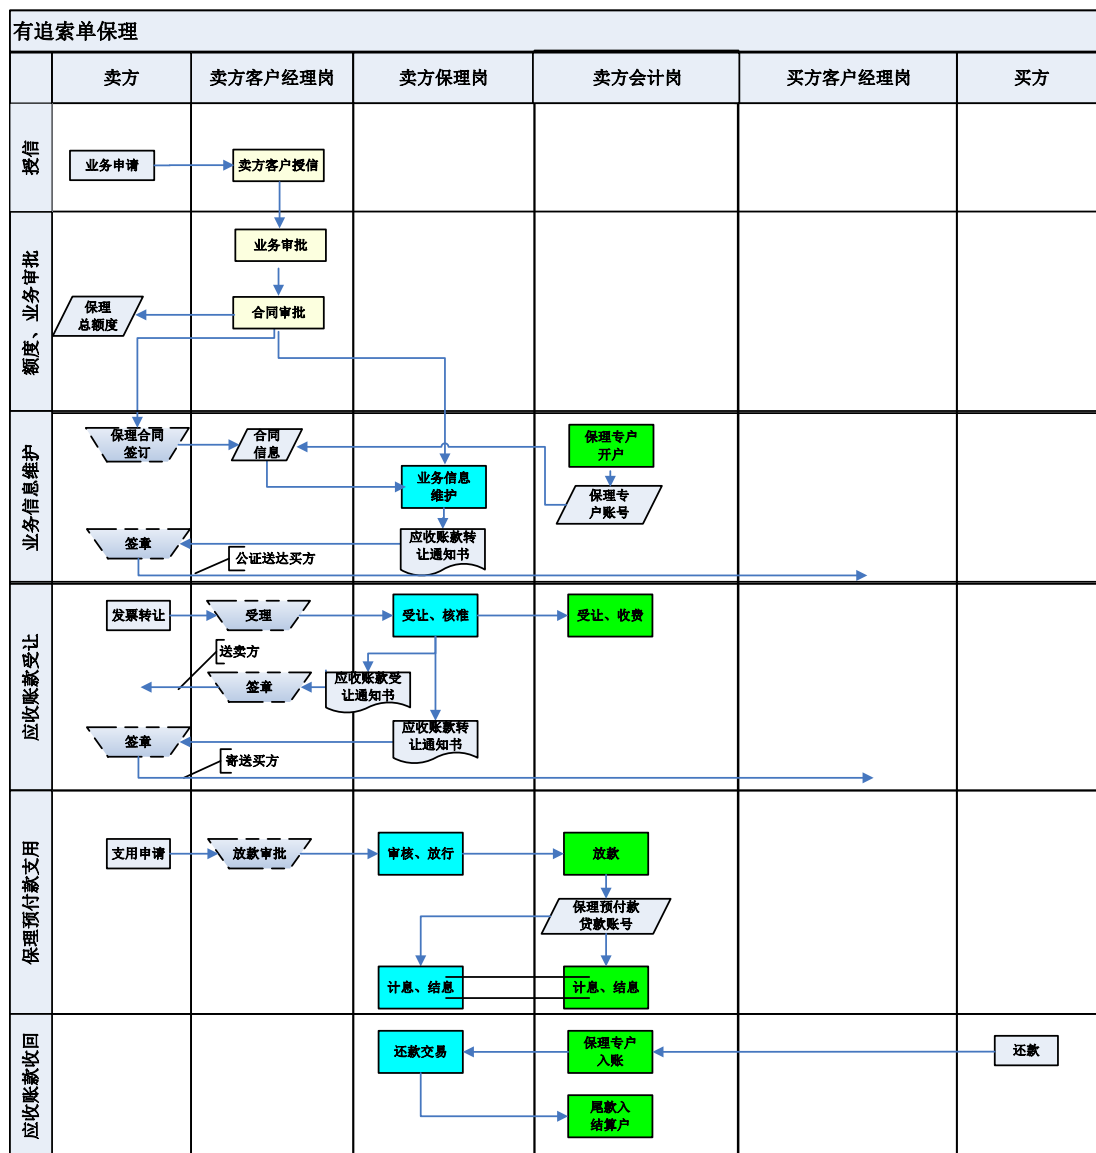 有追索单保理
卖方
卖方客户经理岗
卖方保理岗
卖方会计岗
买方客户经理岗
买方
授信
业务申请
卖方客户授信
额度、业务审批
业务审批
保理
总额度
合同审批
业务信息维护
保理合同
签订
合同
信息
保理专户
开户
业务信息
维护
保理专
户账号
签章
应收账款转
让通知书
公证送达买方
应收账款受让
发票转让
受理
受让、核准
受让、收费
送卖方
签章
应收账款受
让通知书
签章
应收账款转
让通知书
寄送买方
保理预付款支用
支用申请
放款审批
审核、放行
放款
保理预付款
贷款账号
计息、结息
计息、结息
应收账款收回
还款交易
保理专户
入账
还款
尾款入
结算户